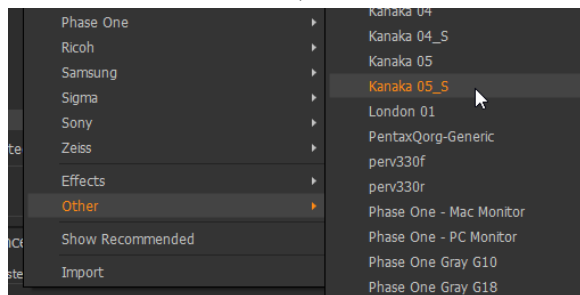 Phase One
Ricoh
Samsung
Sigma
Sony
Zeiss
Effects
Other
Show Recommended
Import
Kanaka 04
Kanaka 04_S
Kanaka 05
Kanaka 05_S
London 01
PentaxQorg-Generic
perv330f
perv330r
Phase One - Mac Monitor
Phase One - PC Monitor
Phase One Gray G10
Phase One Gray G18